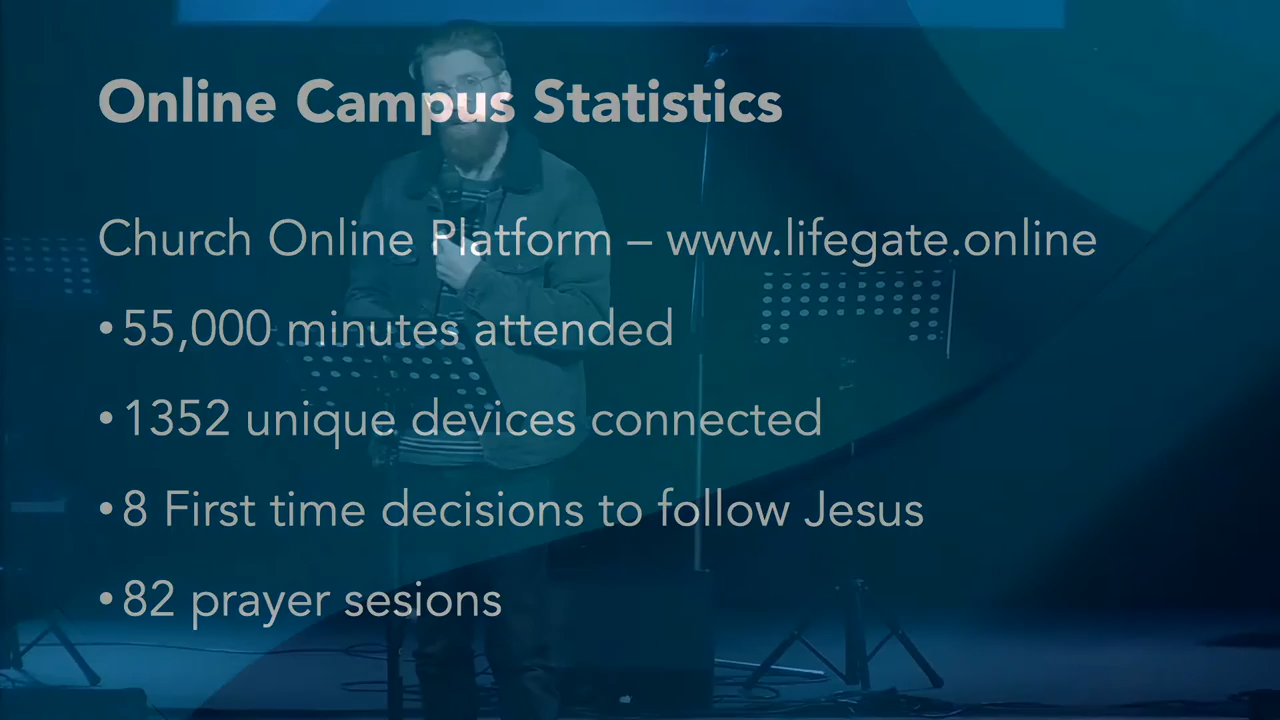 Online Campus Statistics
Church Online Platform – www.lifegate.online
• 55,000 minutes attended
• 1352 unique devices connected
• 8 First time decisions to follow Jesus
• 82 prayer sesions